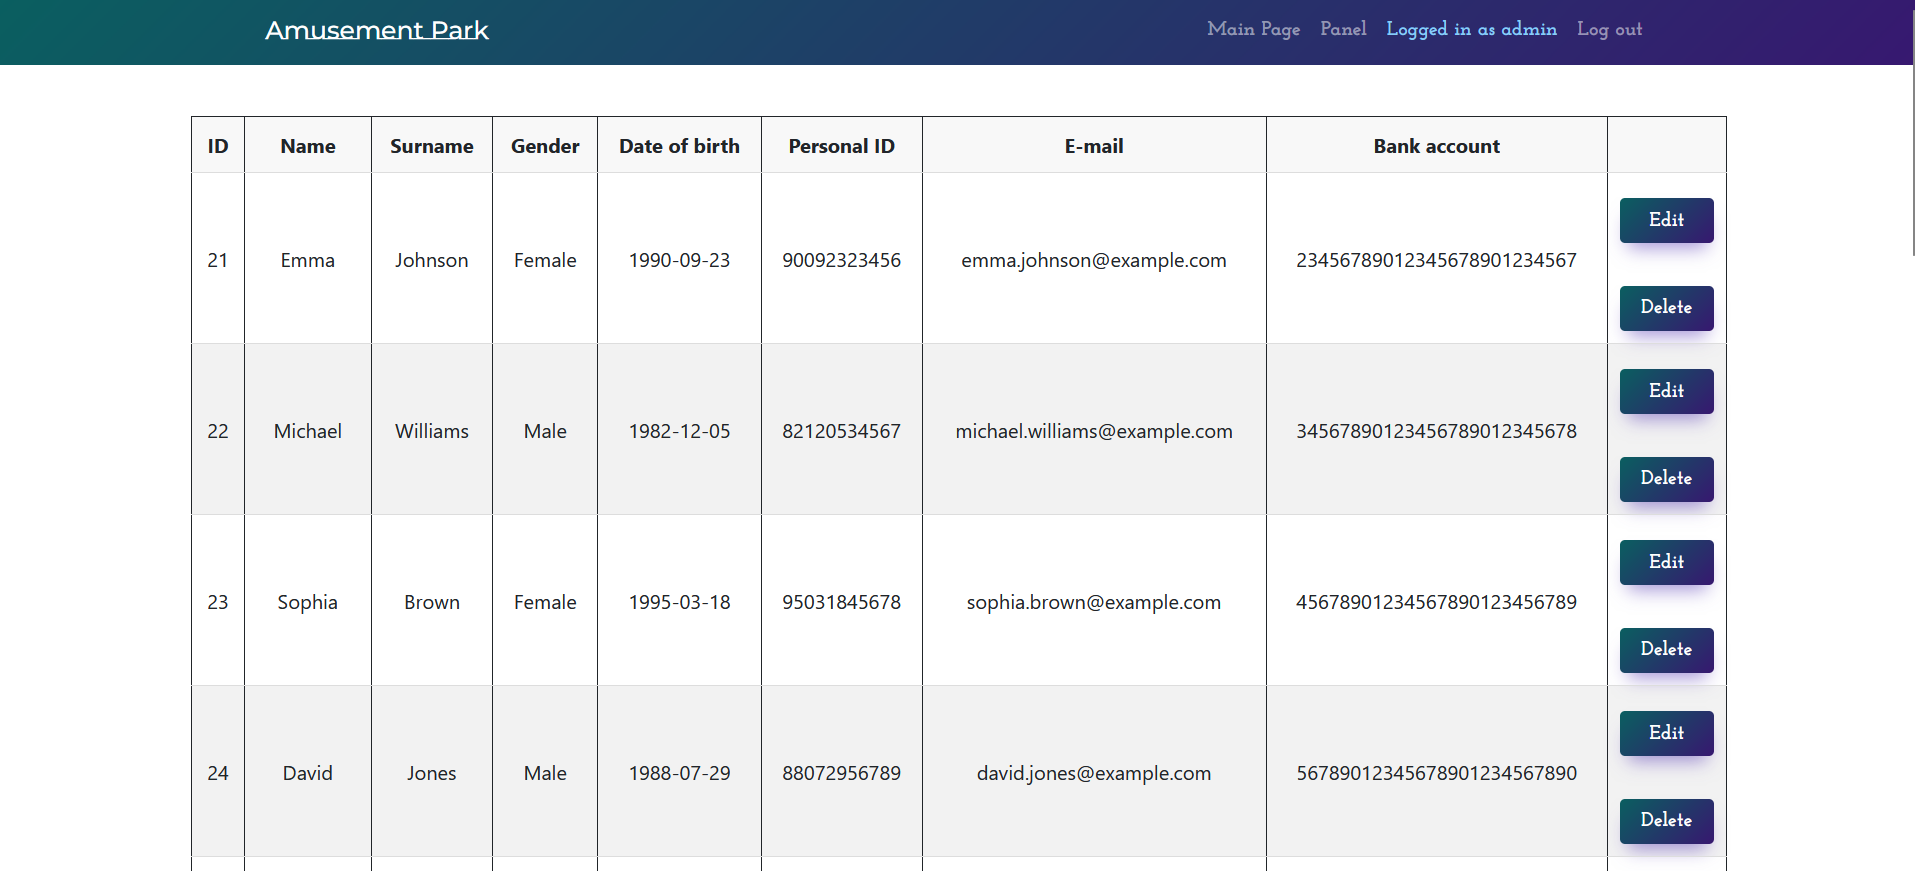 Amusement Park Main Page Panel Logged in as admin Log out
ID Name Surname Gender Date of birth Personal ID E-mail Bank account
Edit
21 Emma Johnson Female 1990-09-23 90092323456 emma.johnson@example.com 23456789012345678901234567
Delete
Edit
22 Michael Williams Male 1982-12-05 82120534567 michael.williams@example.com 34567890123456789012345678
Delete
Edit
23 Sophia Brown Female 1995-03-18 95031845678 sophia.brown@example.com 45678901234567890123456789
Delete
Edit
24 David Jones Male 1988-07-29 88072956789 david.jones@example.com 56789012345678901234567890
Delete